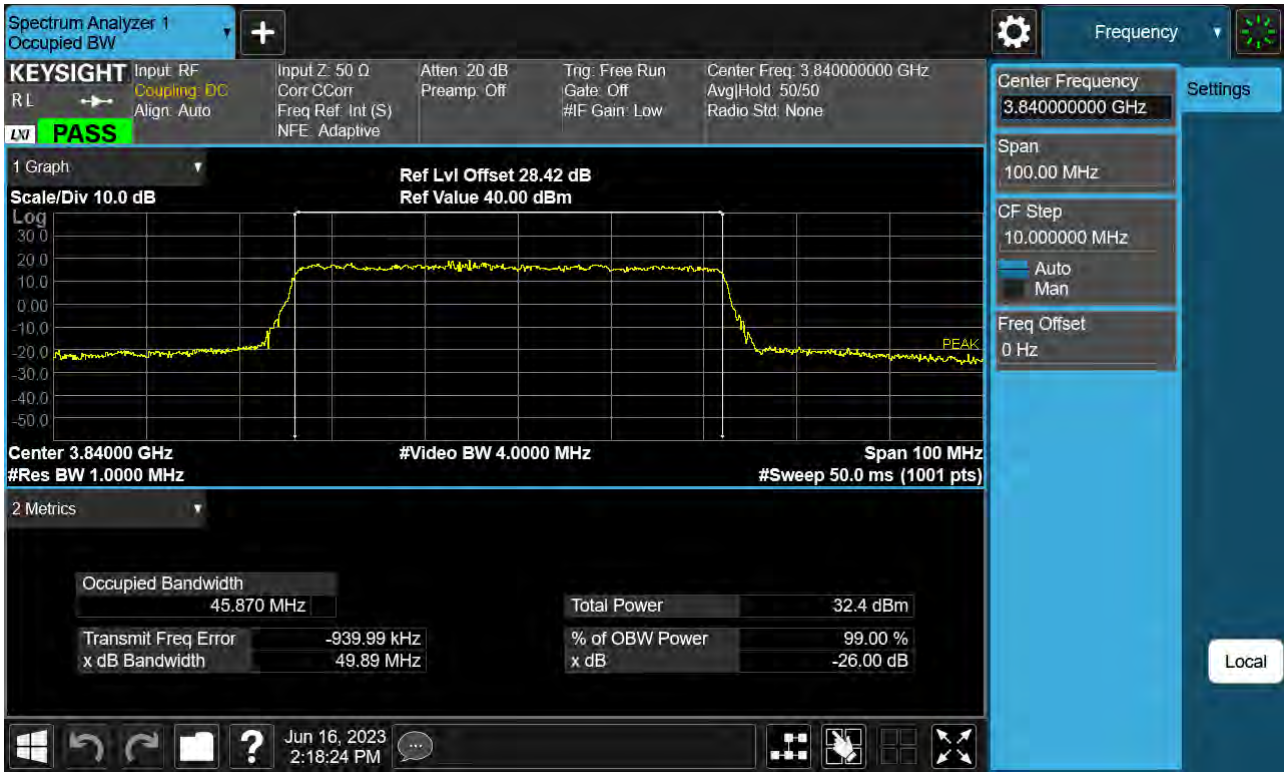 Spectrum Analyzer 1
Occupied BW
+
Frequency
KEYSIGHT
R L
LXI
PASS
Input: RF
Coupling: DC
Align: Auto
Input Z: 50 Ω
Corr CCorr
Freq Ref: Int (S)
NFE: Adaptive
Atten: 20 dB
Preamp: Off
Trig: Free Run
Gate: Off
#IF Gain: Low
Center Freq: 3.840000000 GHz
Avg|Hold: 50/50
Radio Std: None
Center Frequency
3.840000000 GHz
Settings
Span
100.00 MHz
CF Step
10.000000 MHz
Auto
Man
Freq Offset
0 Hz
Local
1 Graph
Scale/Div 10.0 dB
Ref Lvl Offset 28.42 dB
Ref Value 40.00 dBm
Log
30.0
20.0
10.0
0.00
-10.0
-20.0
-30.0
-40.0
-50.0
PEAK
Center 3.84000 GHz
#Video BW 4.0000 MHz
Span 100 MHz
#Res BW 1.0000 MHz
#Sweep 50.0 ms (1001 pts)
2 Metrics
Occupied Bandwidth
45.870 MHz
Transmit Freq Error -939.99 kHz
x dB Bandwidth 49.89 MHz
Total Power 32.4 dBm
% of OBW Power 99.00 %
x dB -26.00 dB
?
Jun 16, 2023
2:18:24 PM